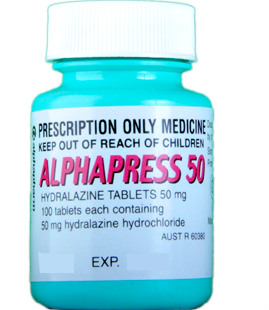 PRESCRIPTION ONLY MEDICINE
KEEP OUT OF REACH OF CHILDREN
ALPHAPRESS 50
HYDRALAZINE TABLETS 50 mg
100 tablets each containing
50 mg hydralazine hydrochloride
AUST R 60380
EXP.